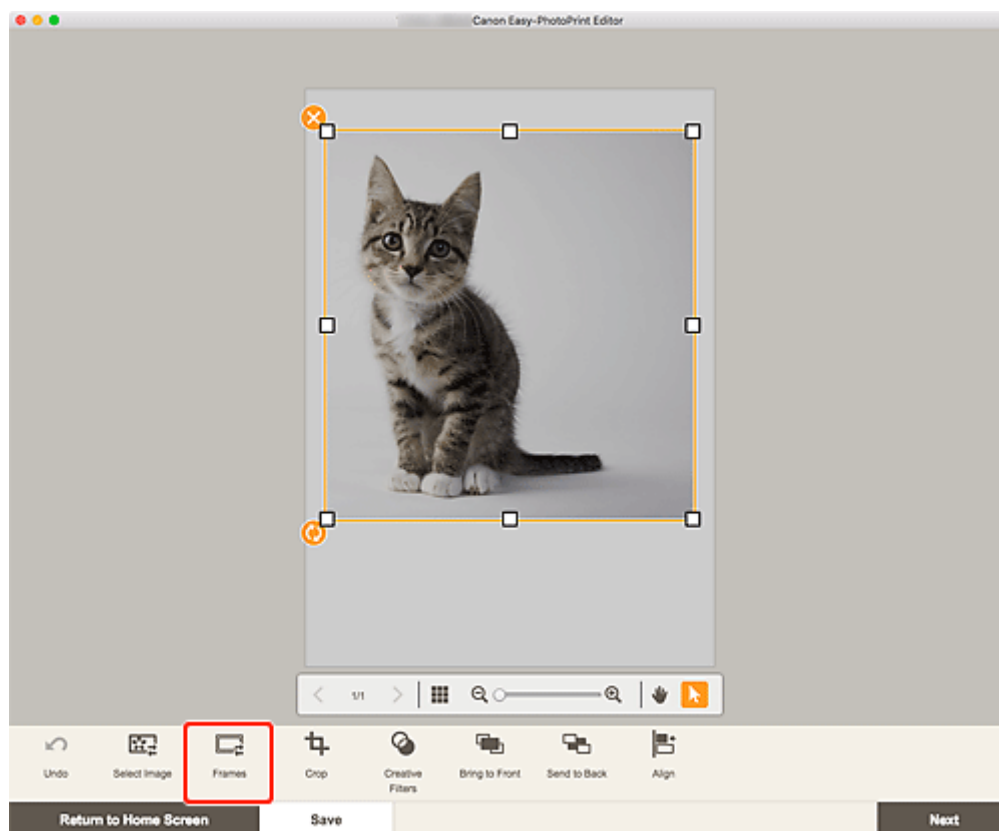 Canon Easy-PhotoPrint Editor
1/1
Undo
Select Image
Frames
Crop
Creative
Filters
Bring to Front
Send to Back
Align
Return to Home Screen
Save
Next